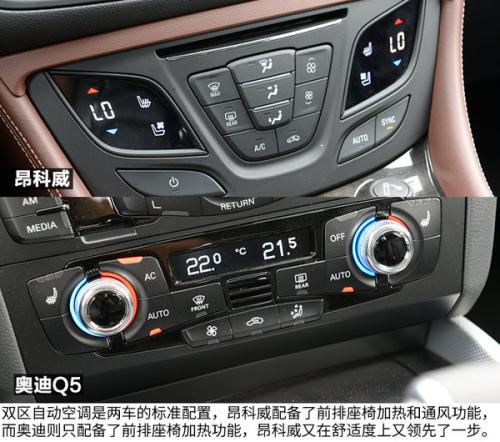 LO
LO
MAX
REAR
A/C
AUTO
SYNC
昂科威
AM
MEDIA
RETURN
22.0 °C 21.5
AC
OFF
AUTO
FRONT
REAR
AUTO
奥迪Q5
双区自动空调是两车的标准配置，昂科威配备了前排座椅加热和通风功能，
而奥迪则只配备了前排座椅加热功能，昂科威又在舒适度上又领先了一步。